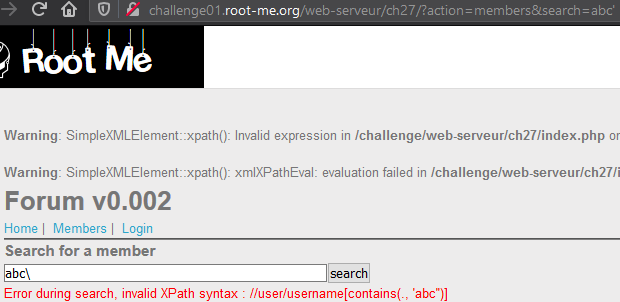 challenge01.root-me.org/web-serveur/ch27/?action=members&search=abc'
Root Me
Warning: SimpleXMLElement::xpath(): Invalid expression in /challenge/web-serveur/ch27/index.php on
Warning: SimpleXMLElement::xpath(): xmlXPathEval: evaluation failed in /challenge/web-serveur/ch27/i
Forum v0.002
Home | Members | Login
Search for a member
abc\ search
Error during search, invalid XPath syntax : //user/username[contains(., 'abc'')]